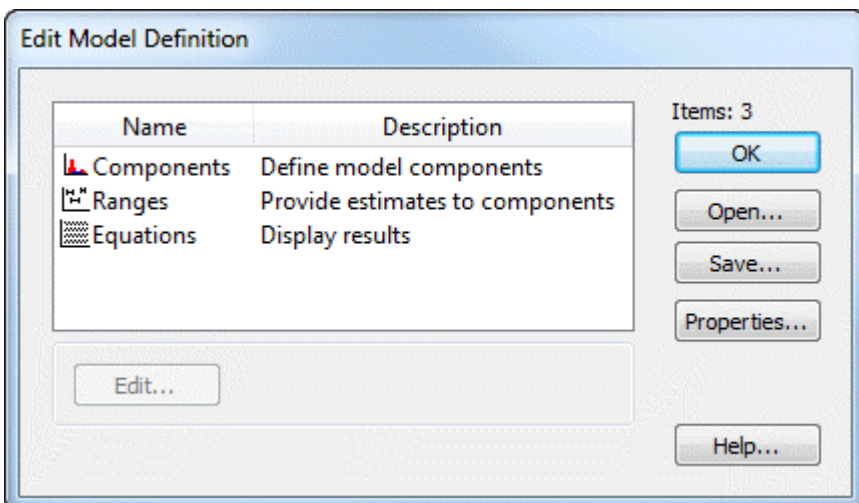 Edit Model Definition
Items: 3
Name Description
Components Define model components
Ranges Provide estimates to components
Equations Display results
OK
Open...
Save...
Properties...
Edit...
Help...